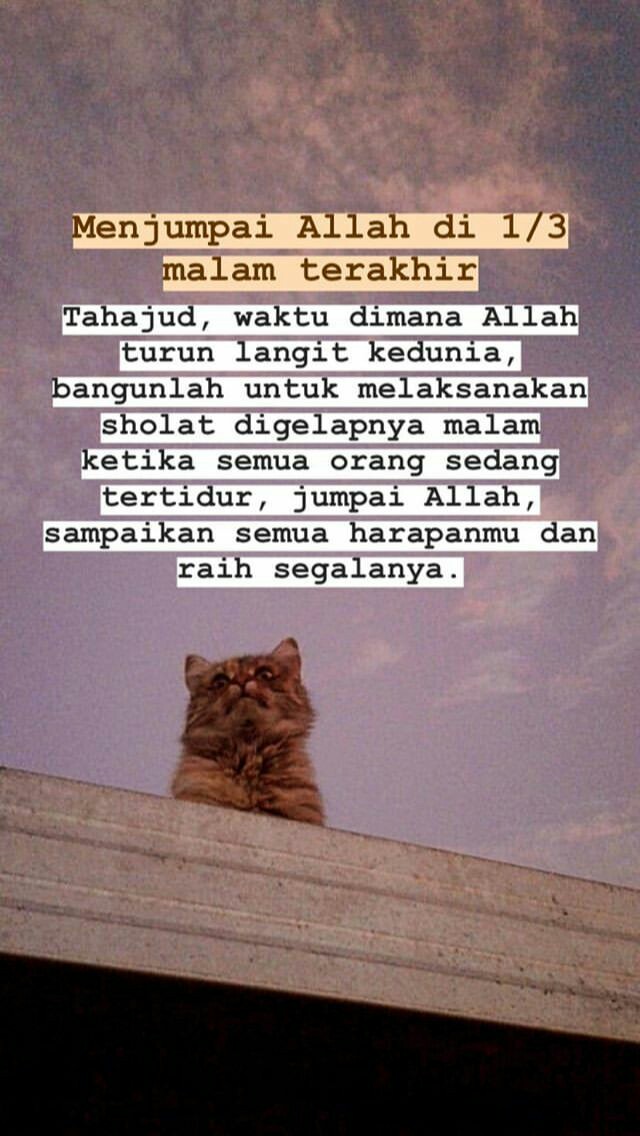 Menjumpai Allah di 1/3
malam terakhir
Tahajud, waktu dimana Allah
turun langit kedunia,
bangunlah untuk melaksanakan
sholat digelapnya malam
ketika semua orang sedang
tertidur, jumpai Allah,
sampaikan semua harapanmu dan
raih segalanya.